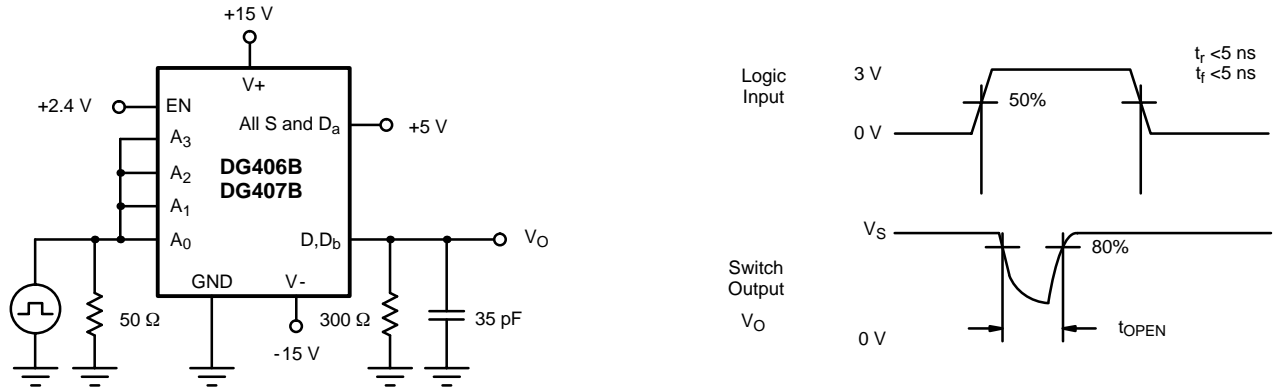 +15 V
V+
+2.4 V
EN
All S and Da
+5 V
A3
A2
A1
A0
DG406B
DG407B
D,Db
VO
GND
V-
50 Ω
-15 V
300 Ω
35 pF
Logic
Input
3 V
0 V
50%
tr <5 ns
tf <5 ns
VS
80%
Switch
Output
VO
0 V
tOPEN